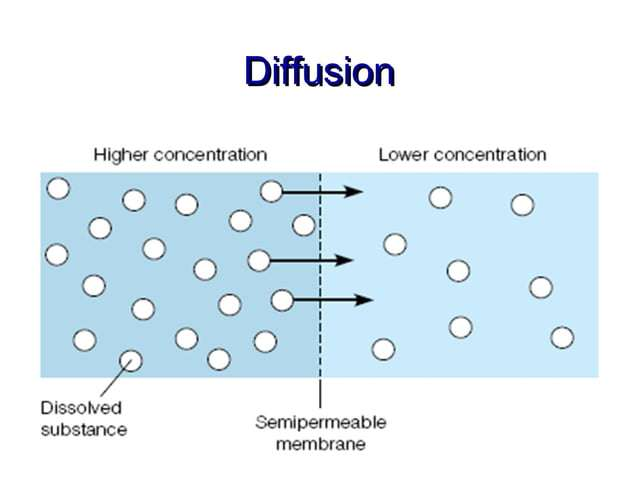 Diffusion
Higher concentration
Lower concentration
Dissolved
substance
Semipermeable
membrane